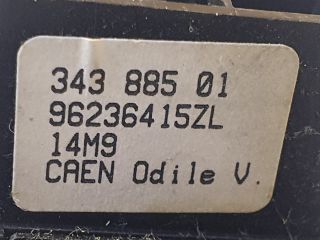 343 885 01
96236415ZL
14M9
CAEN Odile V.